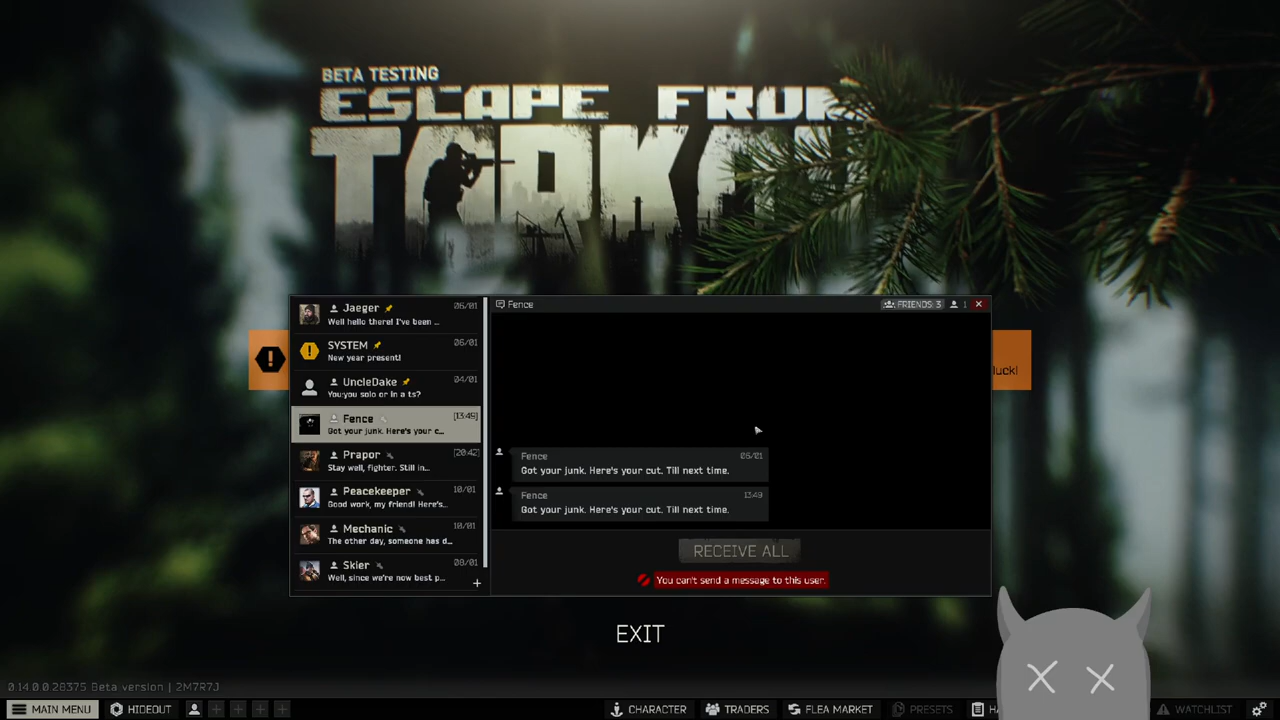 BETA TESTING
ESCAPE FROM
TARKOV
Jaeger 06/01
Well hello there! I've been ...
SYSTEM 06/01
New year present!
UncleDake 04/01
You:you solo or in a ts?
Fence [13:49]
Got your junk. Here's your c...
Prapor [20:42]
Stay well, fighter. Still in...
Peacekeeper 10/01
Good work, my friend! Here's...
Mechanic 10/01
The other day, someone has d...
Skier 08/01
Well, since we're now best p...
+
Fence
FRIENDS: 3
1
Fence 06/01
Got your junk. Here's your cut. Till next time.
Fence 13:49
Got your junk. Here's your cut. Till next time.
RECEIVE ALL
You can't send a message to this user.
luck!
EXIT
0.14.0.0.28375 Beta version | 2M7R7J
MAIN MENU
HIDEOUT
CHARACTER
TRADERS
FLEA MARKET
PRESETS
HA
WATCHLIST